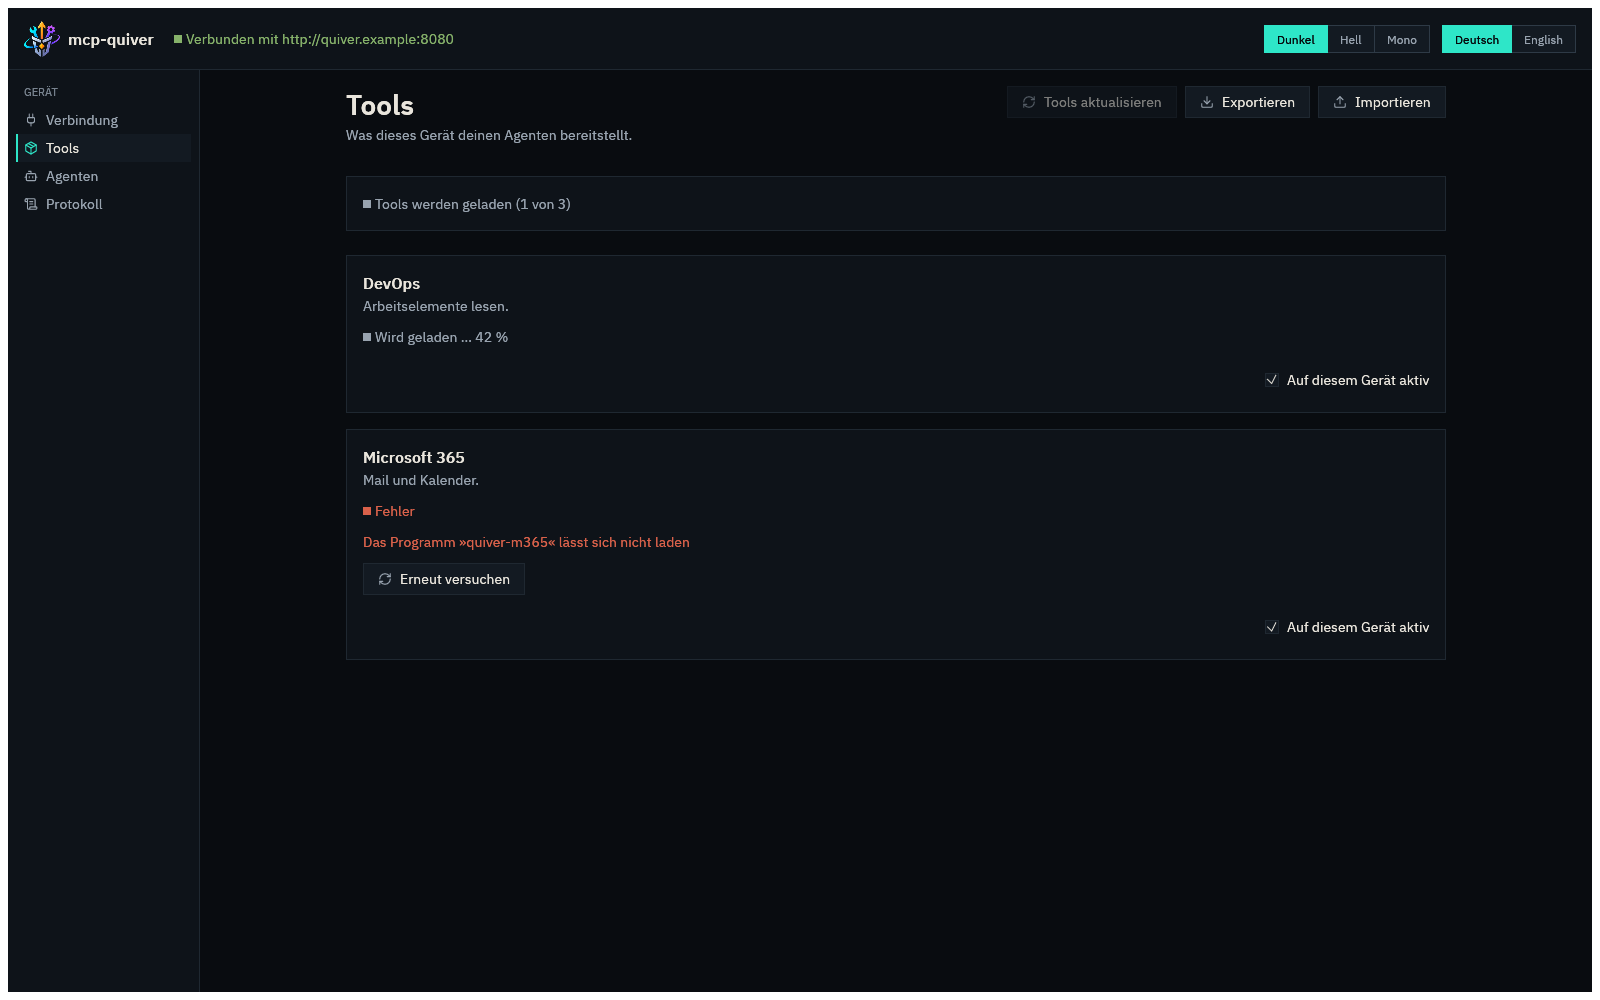 mcp-quiver
Verbunden mit http://quiver.example:8080
Dunkel
Hell
Mono
Deutsch
English
GERÄT
Verbindung
Tools
Agenten
Protokoll
Tools
Was dieses Gerät deinen Agenten bereitstellt.
Tools aktualisieren
Exportieren
Importieren
Tools werden geladen (1 von 3)
DevOps
Arbeitselemente lesen.
Wird geladen ... 42 %
Auf diesem Gerät aktiv
Microsoft 365
Mail und Kalender.
Fehler
Das Programm »quiver-m365« lässt sich nicht laden
Erneut versuchen
Auf diesem Gerät aktiv